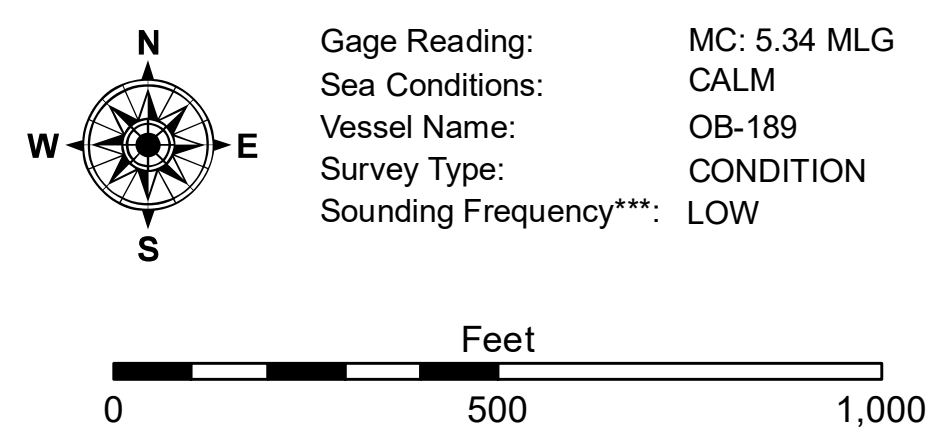 N
W E
S
Gage Reading: MC: 5.34 MLG
Sea Conditions: CALM
Vessel Name: OB-189
Survey Type: CONDITION
Sounding Frequency***: LOW
Feet
0 500 1,000